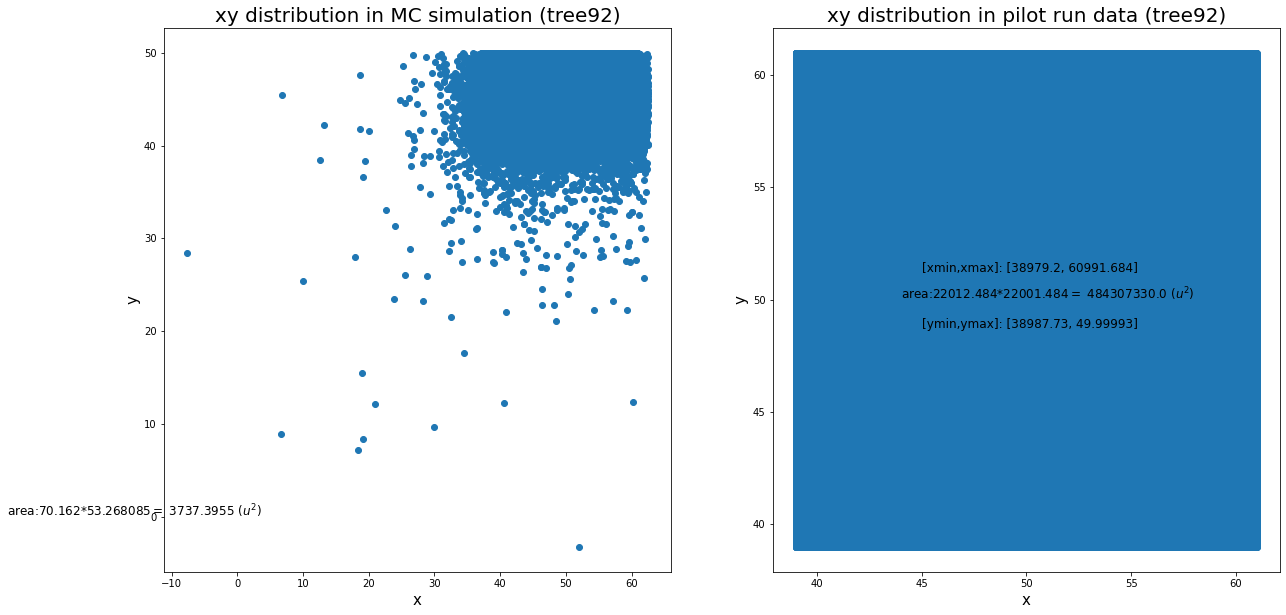 xy distribution in MC simulation (tree92)
50
40
30
20
10
0
y
area:70.162*53.268085 = 3737.3955 (u²)
−10
0
10
20
30
40
50
60
x
xy distribution in pilot run data (tree92)
60
55
50
45
40
y
[xmin,xmax]: [38979.2, 60991.684]
area:22012.484*22001.484 = 484307330.0 (u²)
[ymin,ymax]: [38987.73, 49.99993]
40
45
50
55
60
x